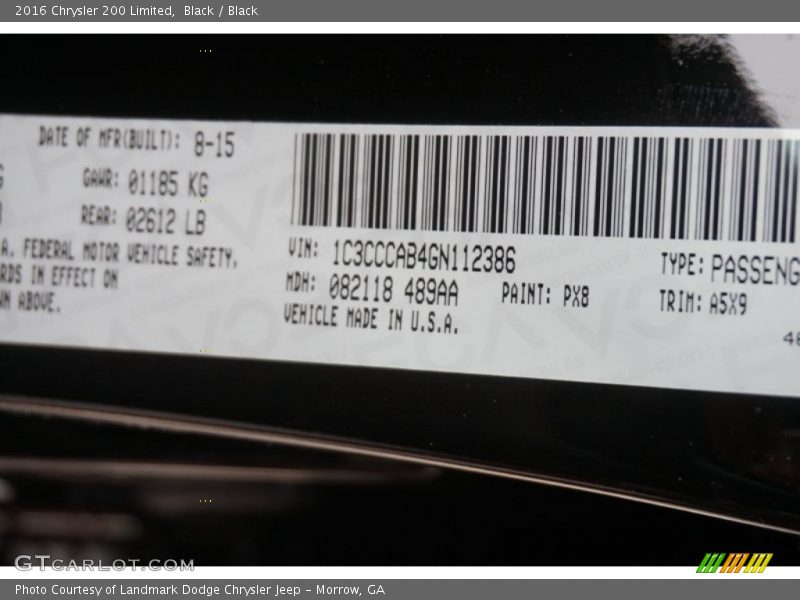 2016 Chrysler 200 Limited,  Black / Black
DATE OF MFR(BUILT): 8-15
GAWR: 01185 KG
REAR: 02612 LB
A. FEDERAL MOTOR VEHICLE SAFETY,
RDS IN EFFECT ON
WN ABOVE.
VIN: 1C3CCCAB4GN112386
MDH: 082118 489AA
PAINT: PX8
VEHICLE MADE IN U.S.A.
TYPE: PASSENG
TRIM: A5X9
48
GTCARLOT.COM
Photo Courtesy of Landmark Dodge Chrysler Jeep – Morrow, GA